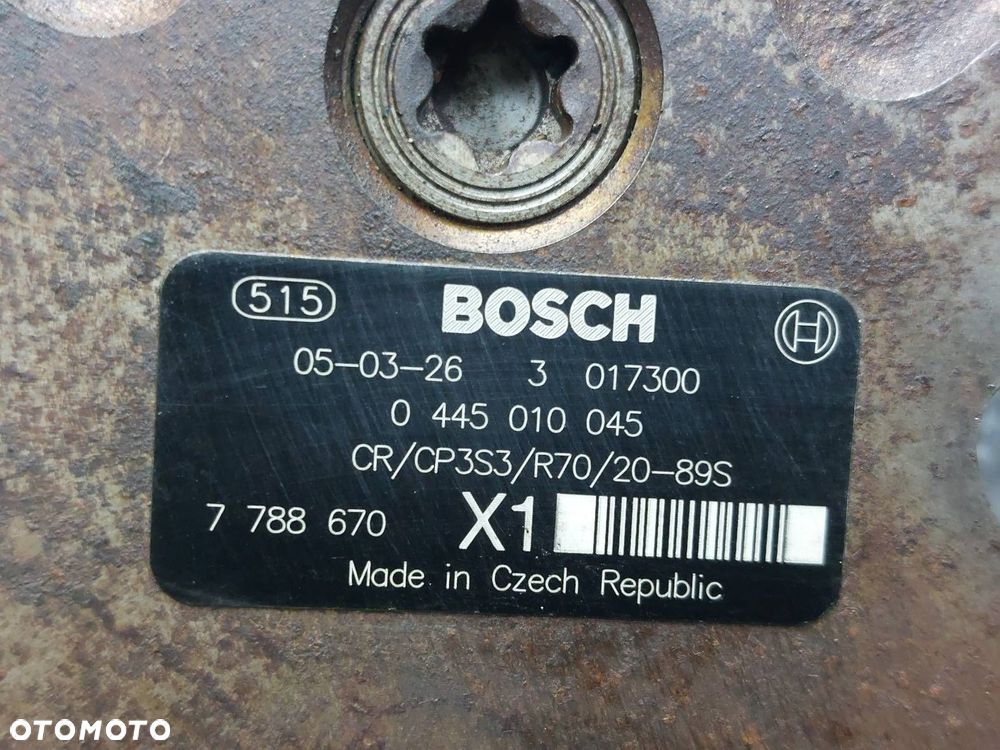 515 BOSCH H
05-03-26 3 017300
0 445 010 045
CR/CP3S3/R70/20-89S
7 788 670 X1
Made in Czech Republic
OTOMOTO